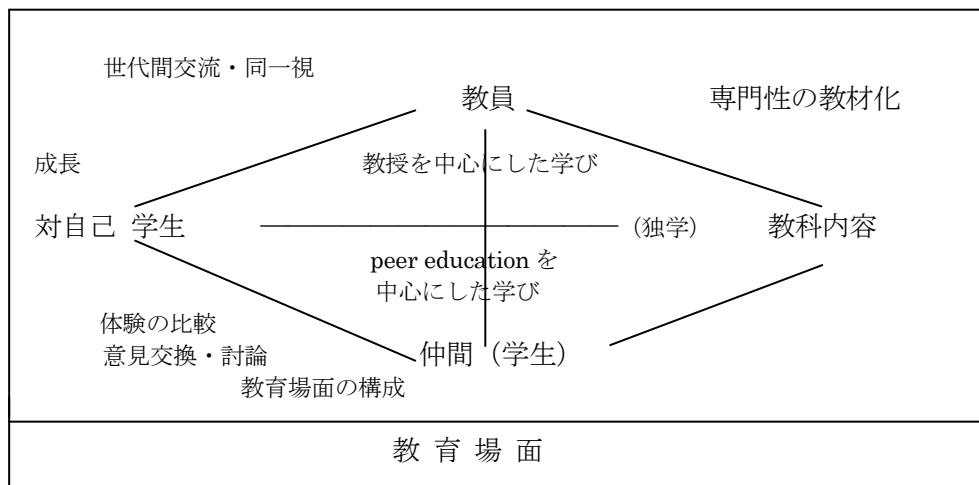 世代間交流・同一視
教員
専門性の教材化
成長
教授を中心にした学び
対自己 学生
(独学)
教科内容
peer education を
中心にした学び
体験の比較
意見交換・討論
仲間(学生)
教育場面の構成
教 育 場 面